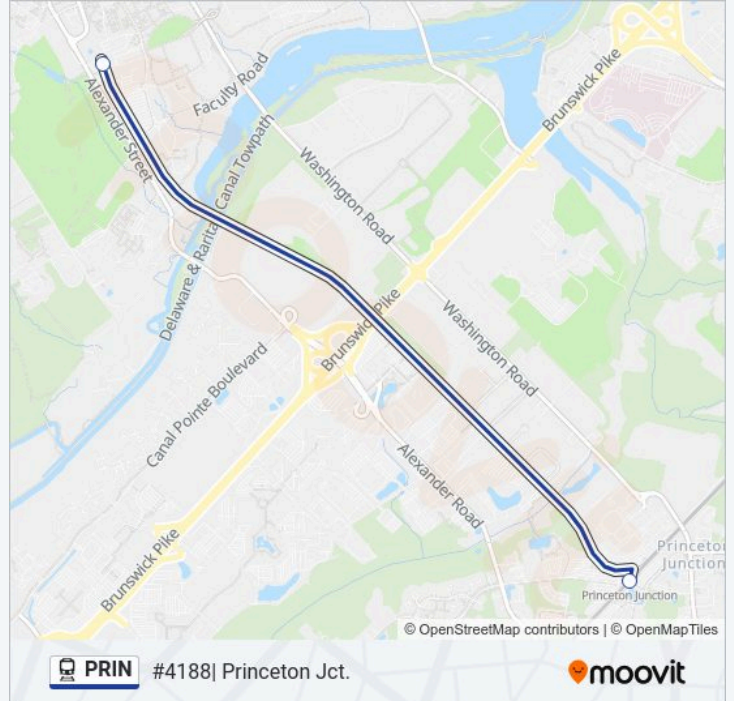 Faculty Road
Brunswick Pike
Alexander Street
Delaware & Raritan Canal Towpath
Washington Road
Brunswick Pike
Washington Road
Canal Pointe Boulevard
Alexander Road
Brunswick Pike
Princeton
Junction
Princeton Junction
© OpenStreetMap contributors | © OpenMapTiles
PRIN #4188| Princeton Jct. moovit